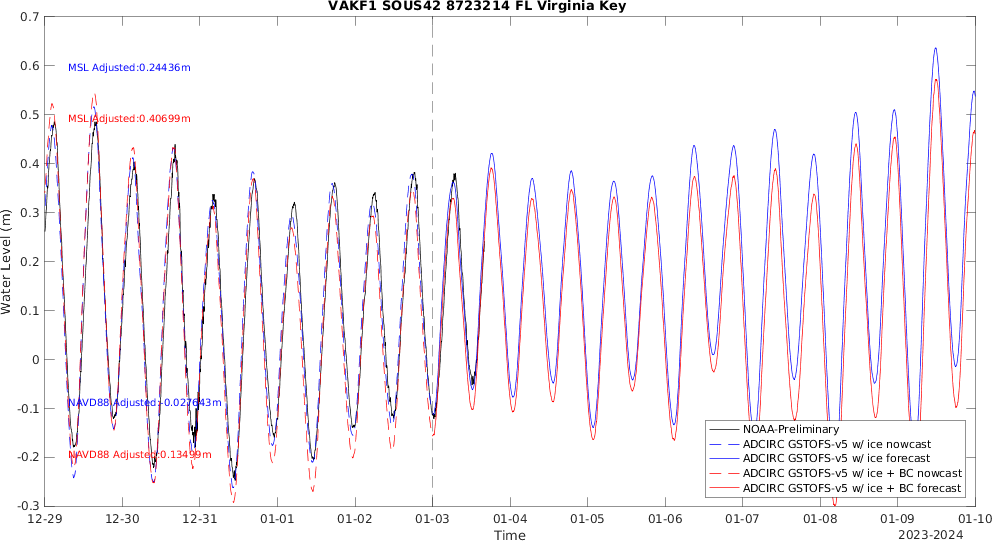 VAKF1 SOUS42 8723214 FL Virginia Key
0.7
0.6
0.5
0.4
0.3
0.2
0.1
0
-0.1
-0.2
-0.3
Water Level (m)
MSL Adjusted:0.24436m
MSL Adjusted:0.40699m
NAVD88 Adjusted:-0.027643m
NAVD88 Adjusted:0.13499m
NOAA-Preliminary
ADCIRC GSTOFS-v5 w/ ice nowcast
ADCIRC GSTOFS-v5 w/ ice forecast
ADCIRC GSTOFS-v5 w/ ice + BC nowcast
ADCIRC GSTOFS-v5 w/ ice + BC forecast
12-29 12-30 12-31 01-01 01-02 01-03 01-04 01-05 01-06 01-07 01-08 01-09 01-10
Time
2023-2024